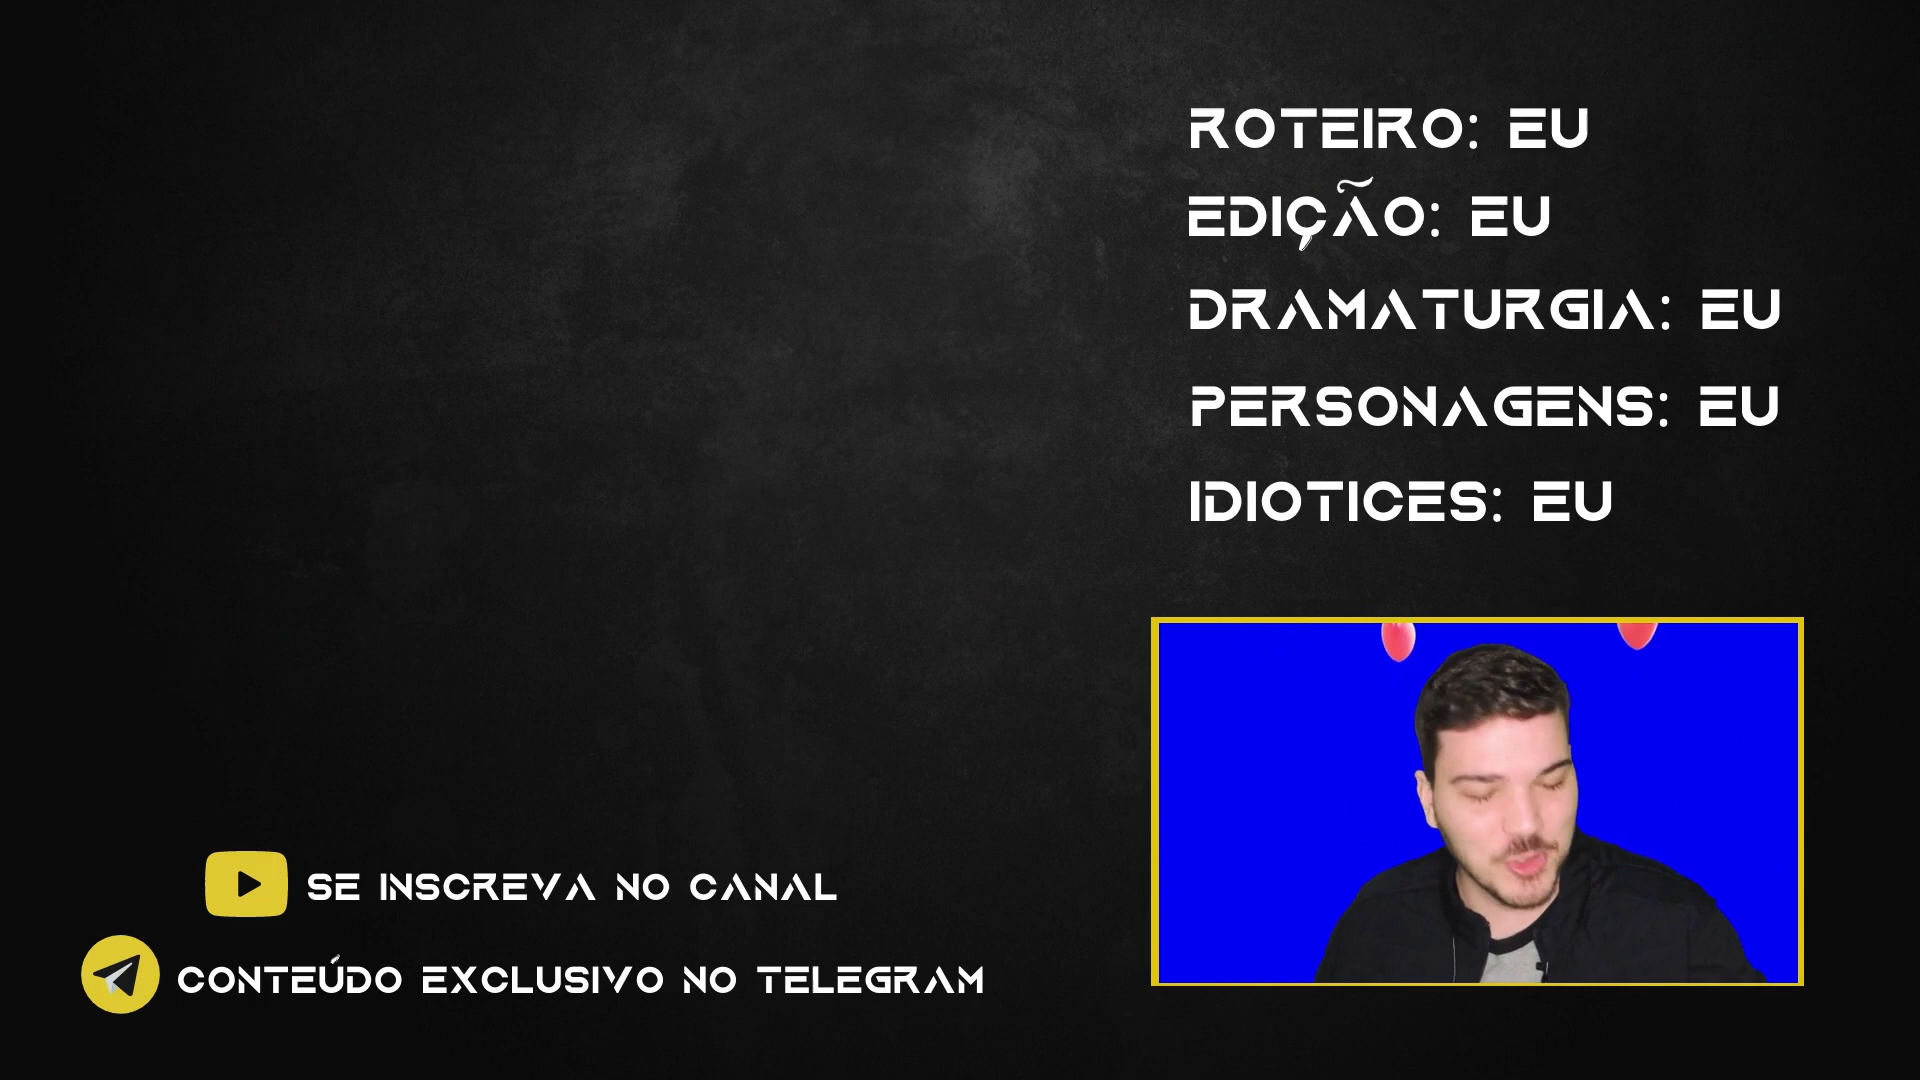 ROTEIRO: EU
EDIÇÃO: EU
DRAMATURGIA: EU
PERSONAGENS: EU
IDIOTICES: EU
SE INSCREVA NO CANAL
CONTEÚDO EXCLUSIVO NO TELEGRAM